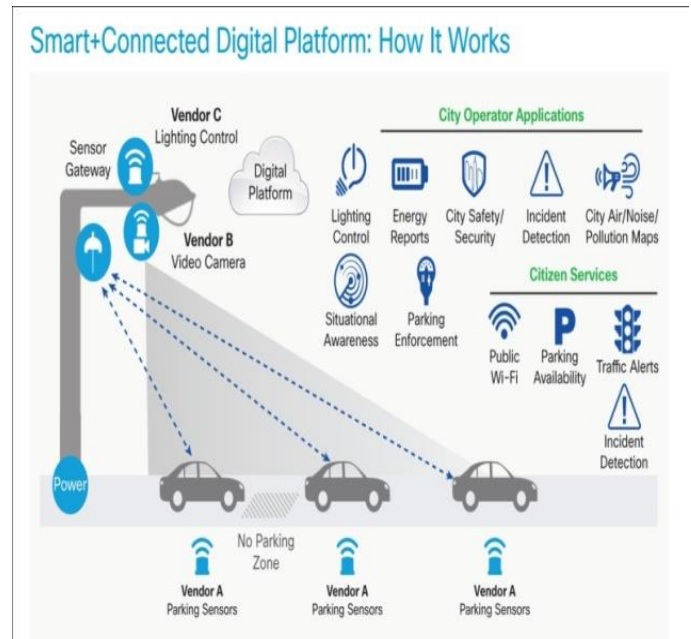 Smart+Connected Digital Platform: How It Works
Vendor C
Lighting Control
Sensor
Gateway
Digital
Platform
Vendor B
Video Camera
City Operator Applications
Lighting
Control
Energy
Reports
City Safety/
Security
Incident
Detection
City Air/Noise/
Pollution Maps
Situational
Awareness
Parking
Enforcement
Citizen Services
Public
Wi-Fi
P
Parking
Availability
Traffic Alerts
Incident
Detection
Power
No Parking
Zone
Vendor A
Parking Sensors
Vendor A
Parking Sensors
Vendor A
Parking Sensors